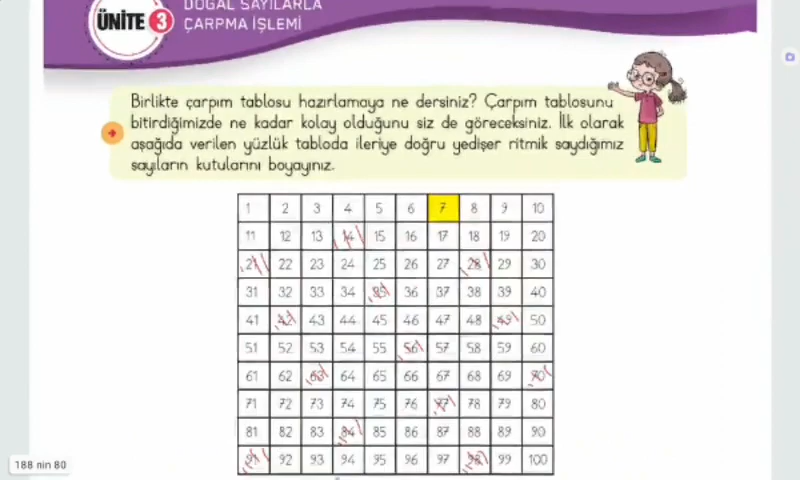 ÜNİTE 3
DOĞAL SAYILARLA
ÇARPMA İŞLEMİ
Birlikte çarpım tablosu hazırlamaya ne dersiniz? Çarpım tablosunu
bitirdiğimizde ne kadar kolay olduğunu siz de göreceksiniz. İlk olarak
aşağıda verilen yüzlük tabloda ileriye doğru yedişer ritmik saydığımız
sayıların kutularını boyayınız.
1 2 3 4 5 6 7 8 9 10
11 12 13 14 15 16 17 18 19 20
21 22 23 24 25 26 27 28 29 30
31 32 33 34 35 36 37 38 39 40
41 42 43 44 45 46 47 48 49 50
51 52 53 54 55 56 57 58 59 60
61 62 63 64 65 66 67 68 69 70
71 72 73 74 75 76 77 78 79 80
81 82 83 84 85 86 87 88 89 90
91 92 93 94 95 96 97 98 99 100
188 nin 80